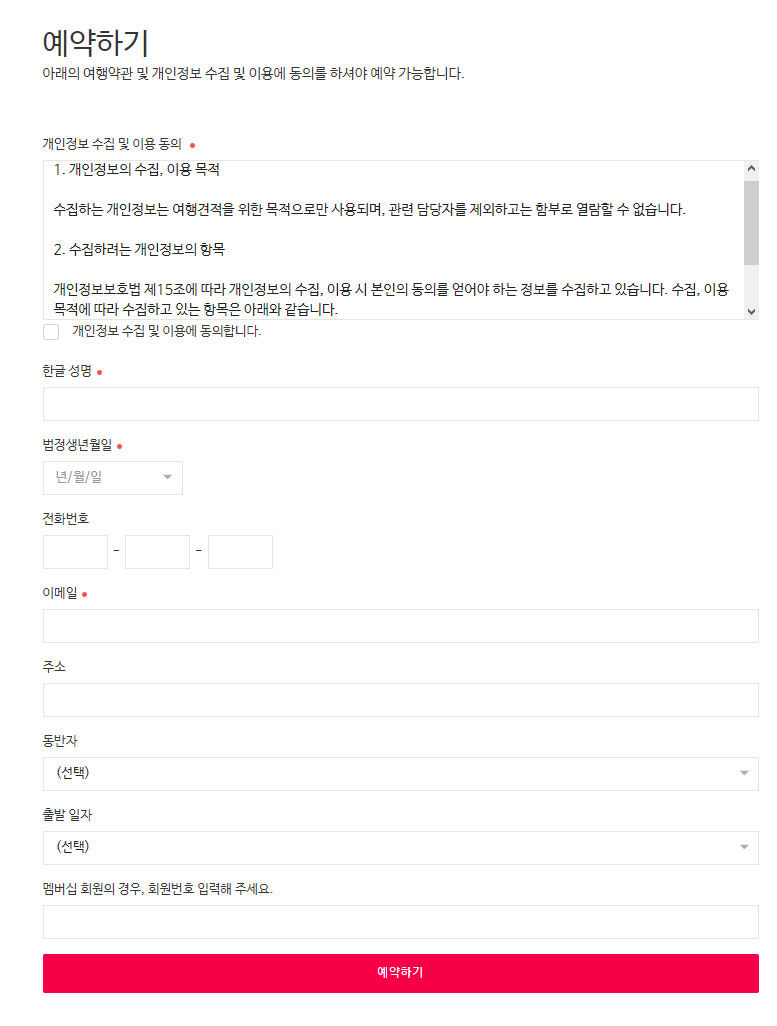 예약하기
아래의 여행약관 및 개인정보 수집 및 이용에 동의를 하셔야 예약 가능합니다.
개인정보 수집 및 이용 동의
1. 개인정보의 수집, 이용 목적
수집하는 개인정보는 여행견적을 위한 목적으로만 사용되며, 관련 담당자를 제외하고는 함부로 열람할 수 없습니다.
2. 수집하려는 개인정보의 항목
개인정보보호법 제15조에 따라 개인정보의 수집, 이용 시 본인의 동의를 얻어야 하는 정보를 수집하고 있습니다. 수집, 이용
목적에 따라 수집하고 있는 항목은 아래와 같습니다.
개인정보 수집 및 이용에 동의합니다.
한글 성명
법정생년월일
년/월/일
전화번호
- -
이메일
주소
동반자
(선택)
출발 일자
(선택)
멤버십 회원의 경우, 회원번호 입력해 주세요.
예약하기